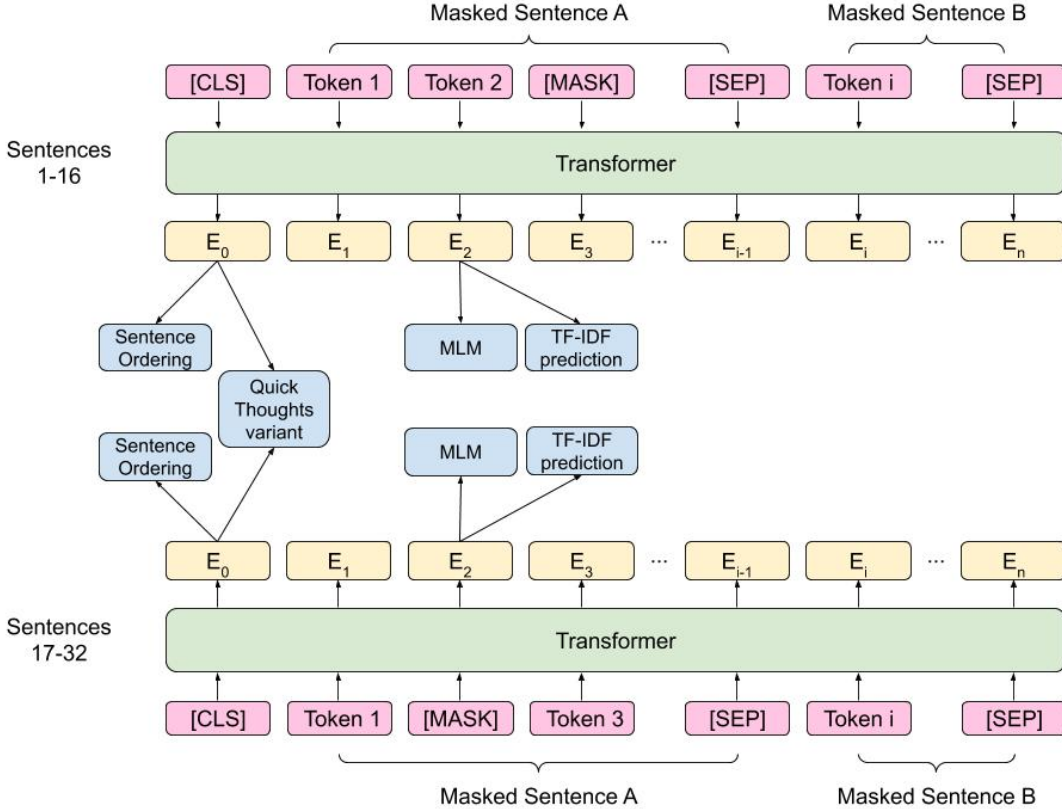 Masked Sentence A
Masked Sentence B
[CLS] Token 1 Token 2 [MASK] [SEP] Token i [SEP]
Sentences
1-16
Transformer
E0 E1 E2 E3 ... Ei-1 Ei ... En
Sentence
Ordering
MLM
TF-IDF
prediction
Quick
Thoughts
variant
Sentence
Ordering
MLM
TF-IDF
prediction
E0 E1 E2 E3 ... Ei-1 Ei ... En
Sentences
17-32
Transformer
[CLS] Token 1 [MASK] Token 3 [SEP] Token i [SEP]
Masked Sentence A
Masked Sentence B